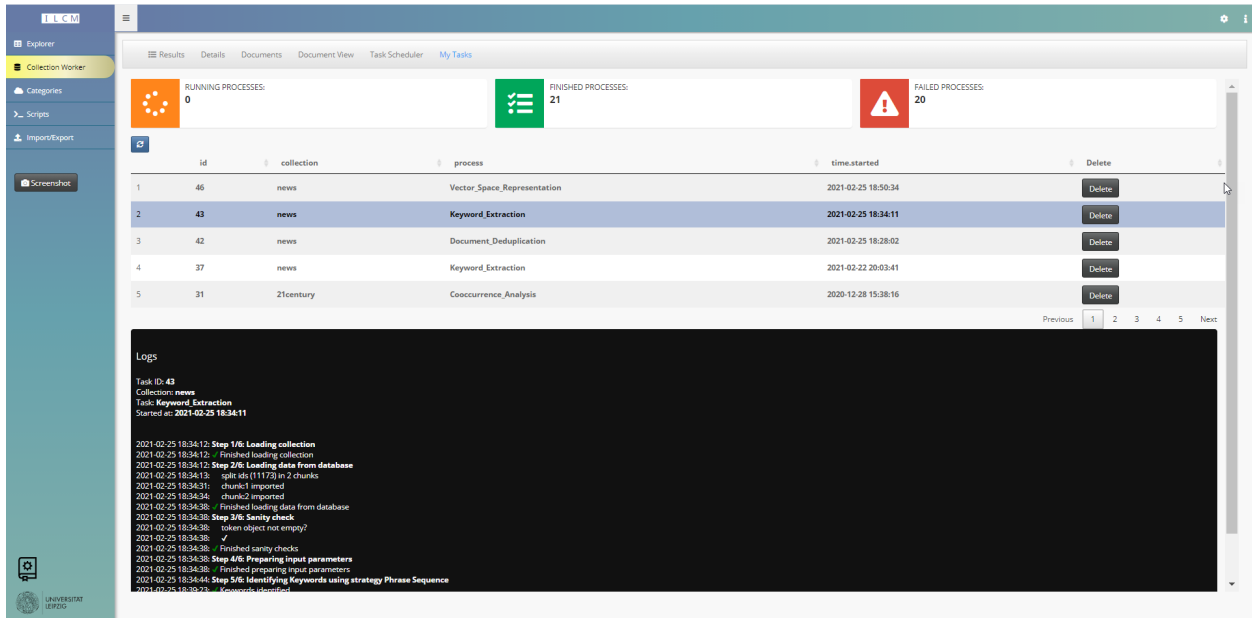 ILCM
Explorer
Collection Worker
Categories
Scripts
Import/Export
Screenshot
UNIVERSITÄT
LEIPZIG
Results Details Documents Document View Task Scheduler My Tasks
RUNNING PROCESSES:
0
FINISHED PROCESSES:
21
FAILED PROCESSES:
20
id collection process time.started Delete
1 46 news Vector_Space_Representation 2021-02-25 18:50:34 Delete
2 43 news Keyword_Extraction 2021-02-25 18:34:11 Delete
3 42 news Document_Deduplication 2021-02-25 18:28:02 Delete
4 37 news Keyword_Extraction 2021-02-22 20:03:41 Delete
5 31 21century Cooccurrence_Analysis 2020-12-28 15:38:16 Delete
Previous 1 2 3 4 5 Next
Logs
Task ID: 43
Collection: news
Task: Keyword_Extraction
Started at: 2021-02-25 18:34:11
2021-02-25 18:34:12: Step 1/6: Loading collection
2021-02-25 18:34:12: ✓ Finished loading collection
2021-02-25 18:34:12: Step 2/6: Loading data from database
2021-02-25 18:34:13: split ids (11173) in 2 chunks
2021-02-25 18:34:31: chunk:1 imported
2021-02-25 18:34:34: chunk:2 imported
2021-02-25 18:34:38: ✓ Finished loading data from database
2021-02-25 18:34:38: Step 3/6: Sanity check
2021-02-25 18:34:38: token object not empty?
2021-02-25 18:34:38: ✓
2021-02-25 18:34:38: ✓ Finished sanity checks
2021-02-25 18:34:38: Step 4/6: Preparing input parameters
2021-02-25 18:34:38: ✓ Finished preparing input parameters
2021-02-25 18:34:44: Step 5/6: Identifying Keywords using strategy Phrase Sequence
2021-02-25 18:39:23: ✓ Keywords identified